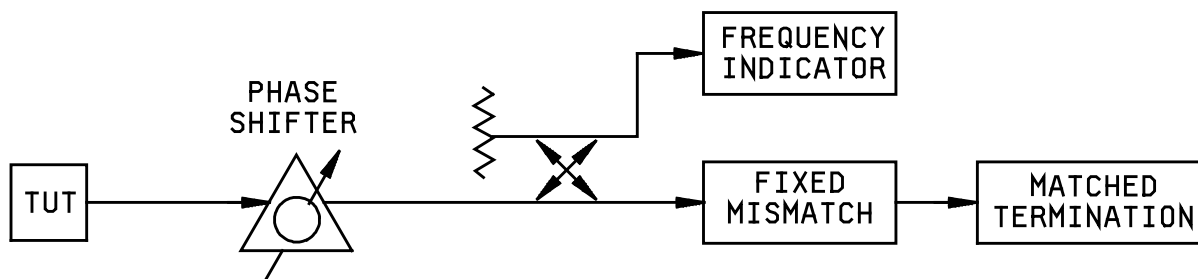 FREQUENCY
INDICATOR
PHASE
SHIFTER
TUT
FIXED
MISMATCH
MATCHED
TERMINATION